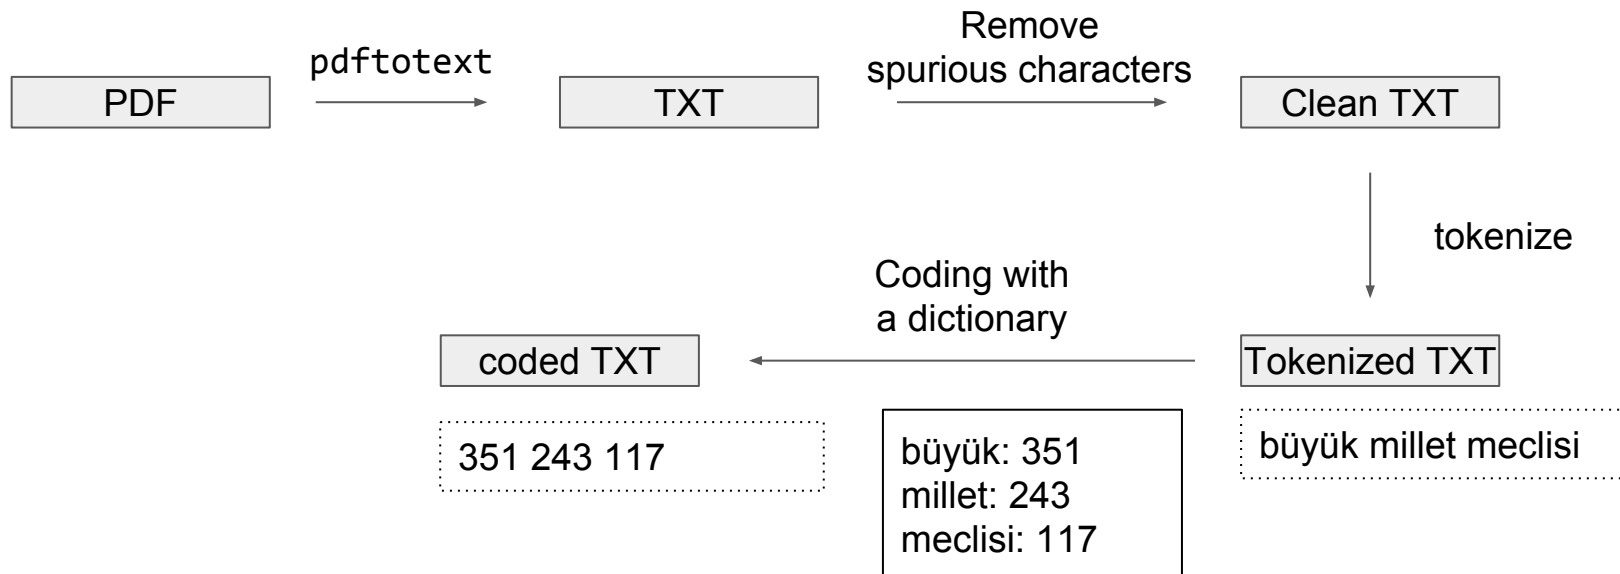 PDF
pdftotext
TXT
Remove
spurious characters
Clean TXT
tokenize
Tokenized TXT
büyük millet meclisi
Coding with
a dictionary
büyük: 351
millet: 243
meclisi: 117
coded TXT
351 243 117